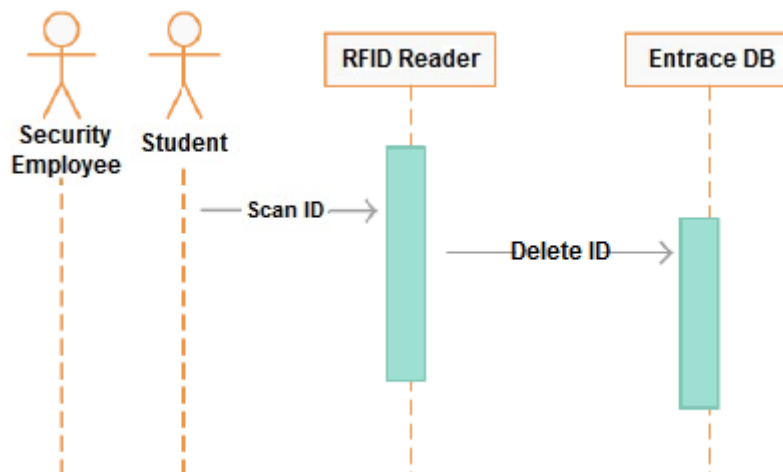 RFID Reader
Entrace DB
Security
Employee
Student
Scan ID
Delete ID